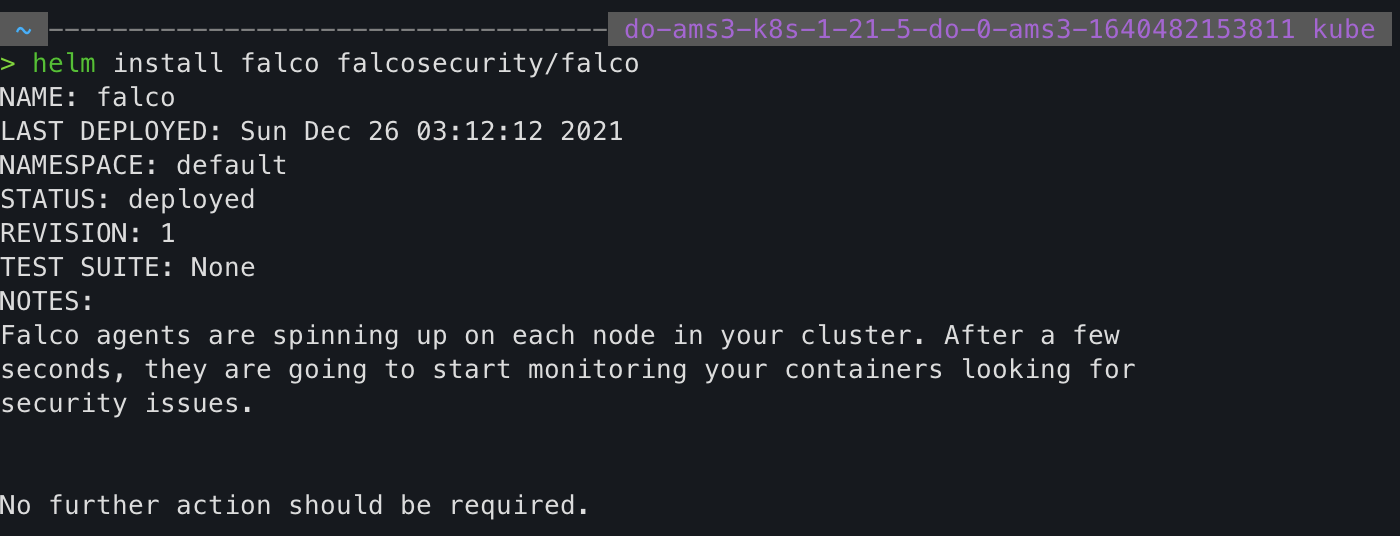 ~ do-ams3-k8s-1-21-5-do-0-ams3-1640482153811 kube
> helm install falco falcosecurity/falco
NAME: falco
LAST DEPLOYED: Sun Dec 26 03:12:12 2021
NAMESPACE: default
STATUS: deployed
REVISION: 1
TEST SUITE: None
NOTES:
Falco agents are spinning up on each node in your cluster. After a few
seconds, they are going to start monitoring your containers looking for
security issues.
No further action should be required.